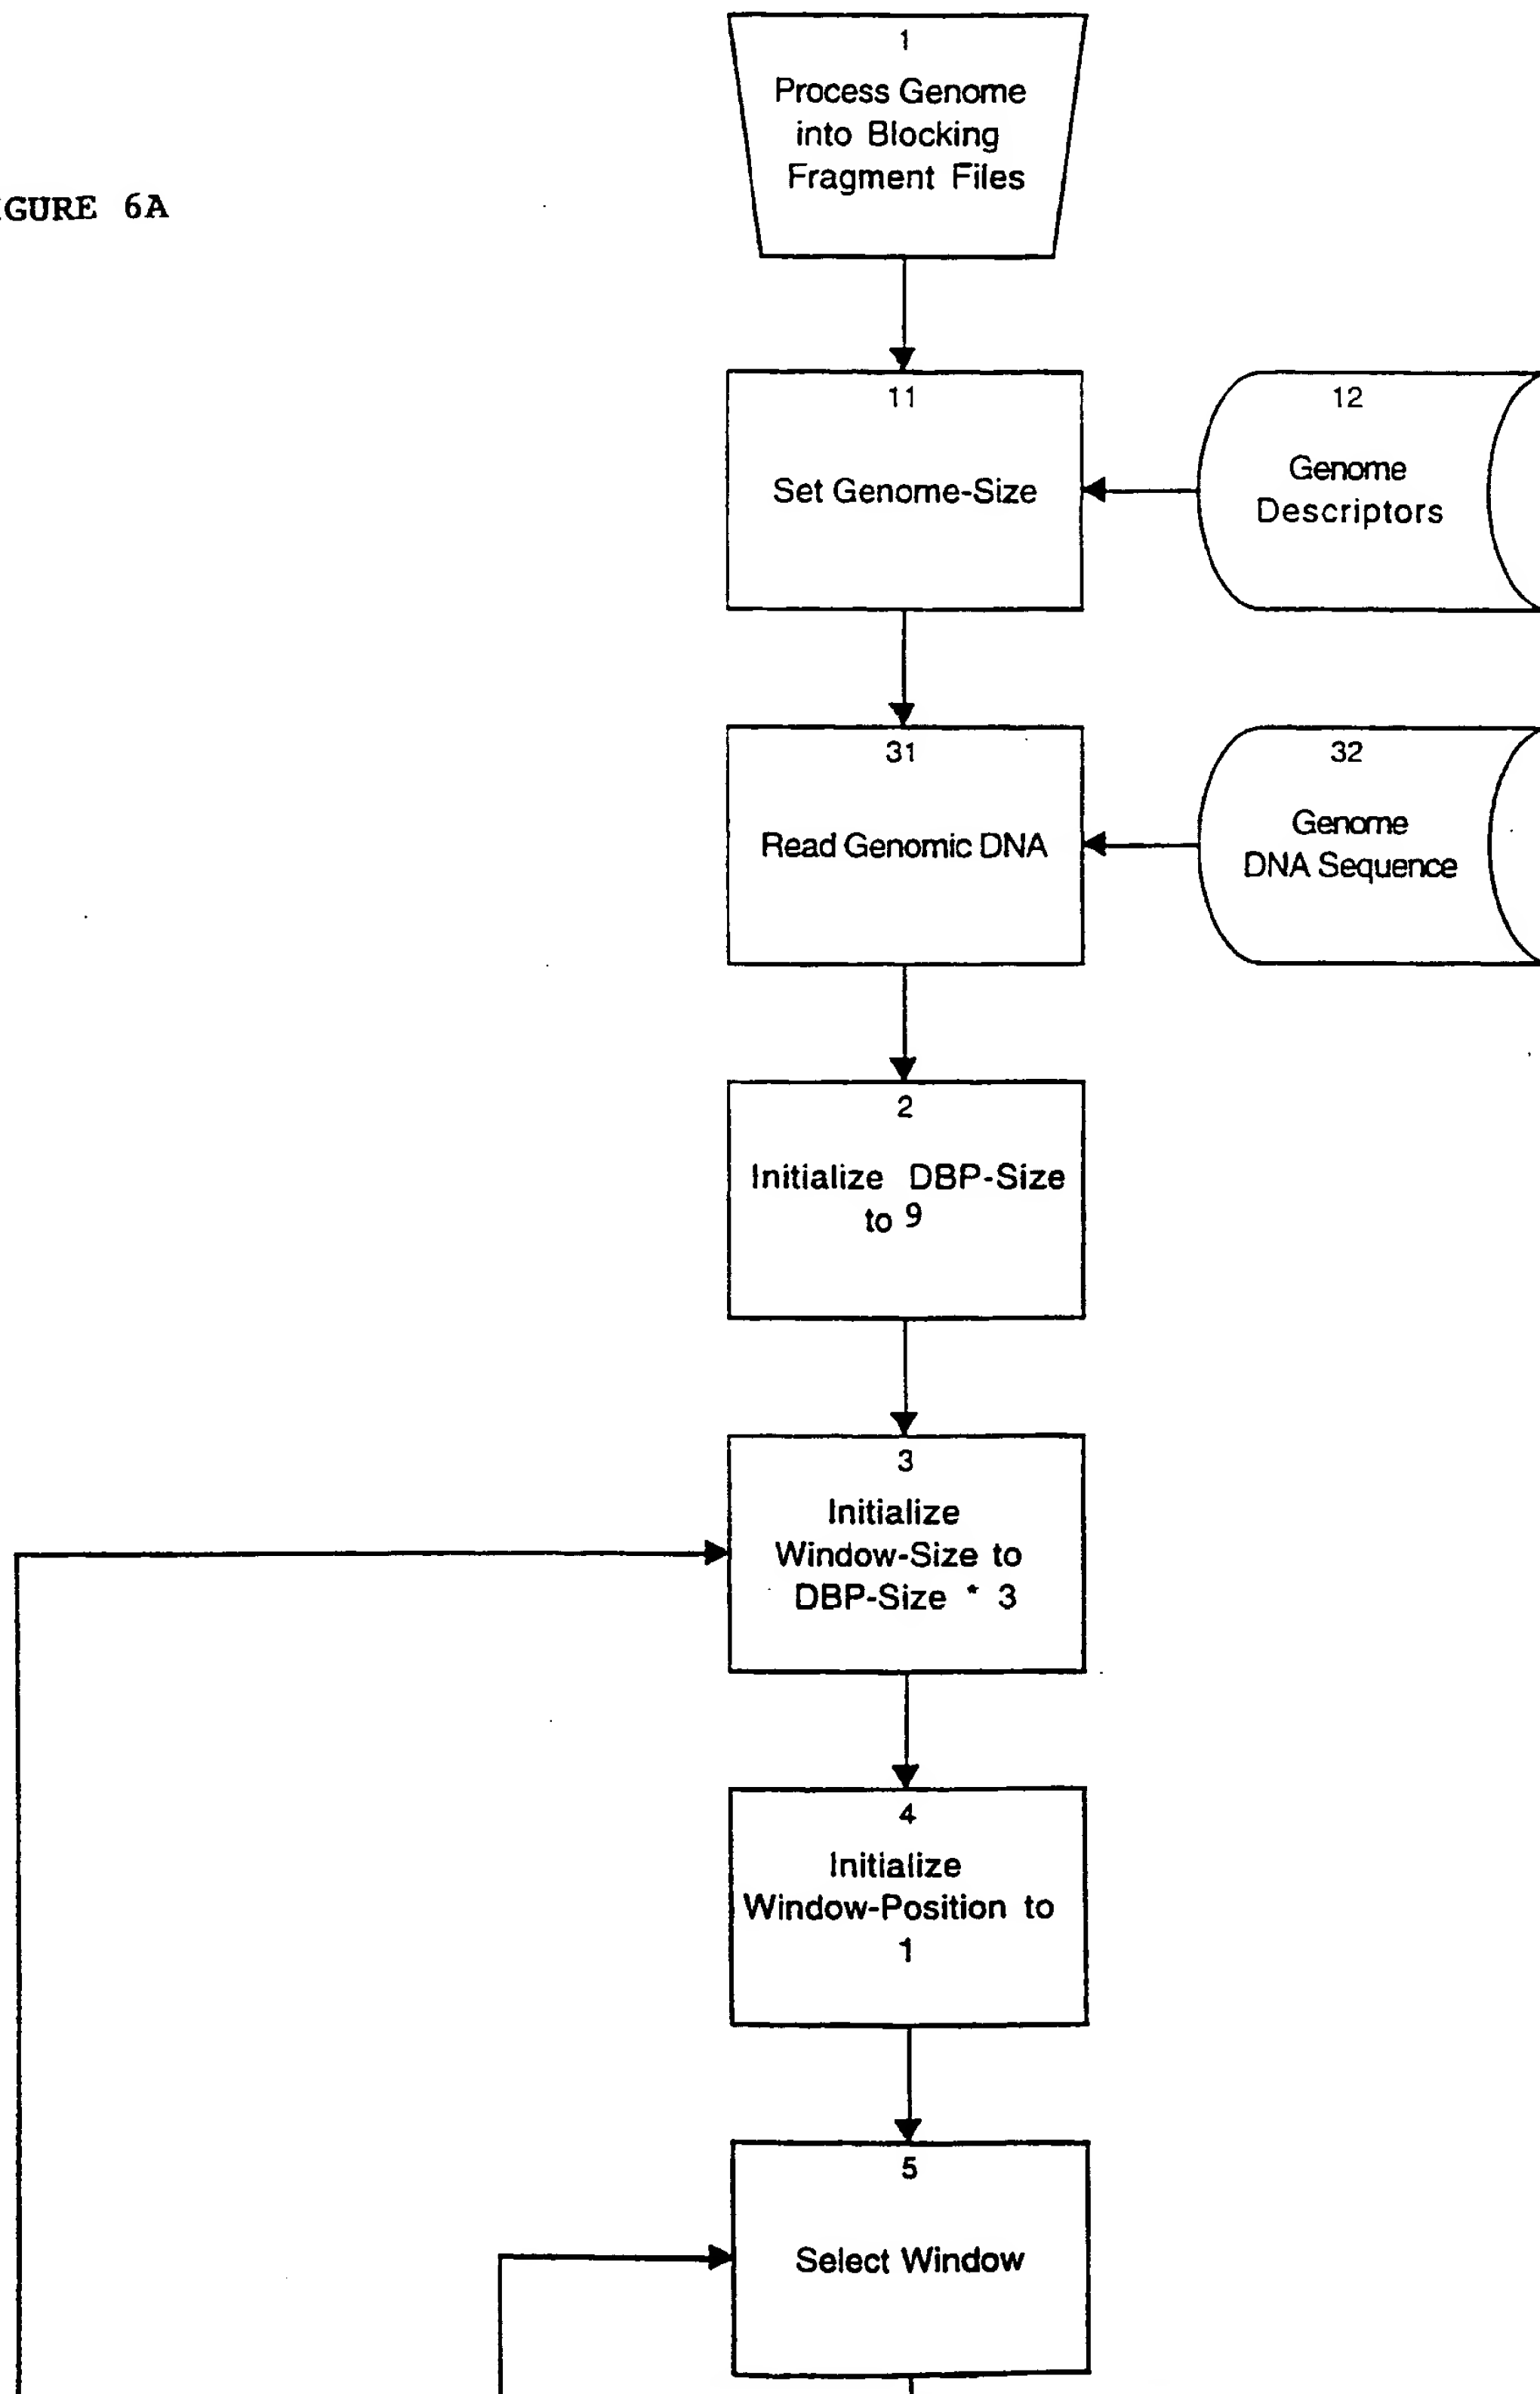 1
Process Genome
into Blocking
Fragment Files
GURE 6A
11
Set Genome-Size
12
Genome
Descriptors
31
Read Genomic DNA
32
Genome
DNA Sequence
2
Initialize DBP-Size
to 9
3
Initialize
Window-Size to
DBP-Size * 3
4
Initialize
Window-Position to
1
5
Select Window